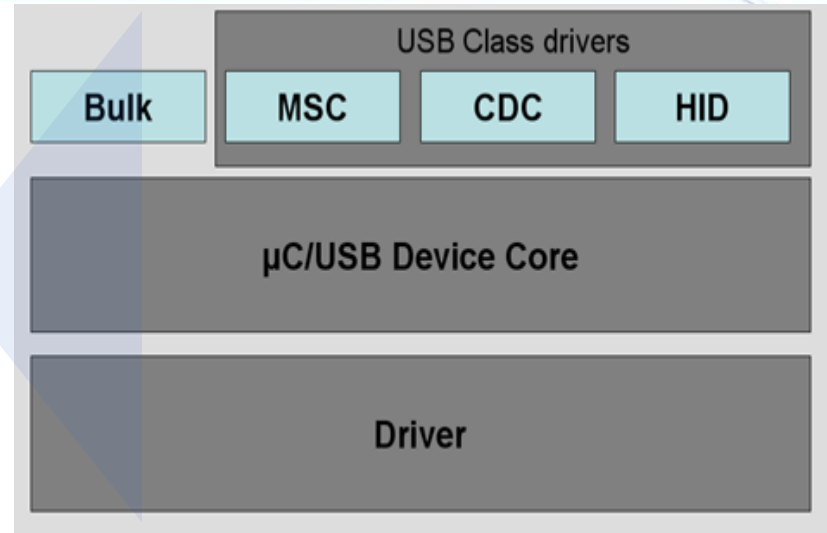 USB Class drivers
Bulk
MSC
CDC
HID
µC/USB Device Core
Driver